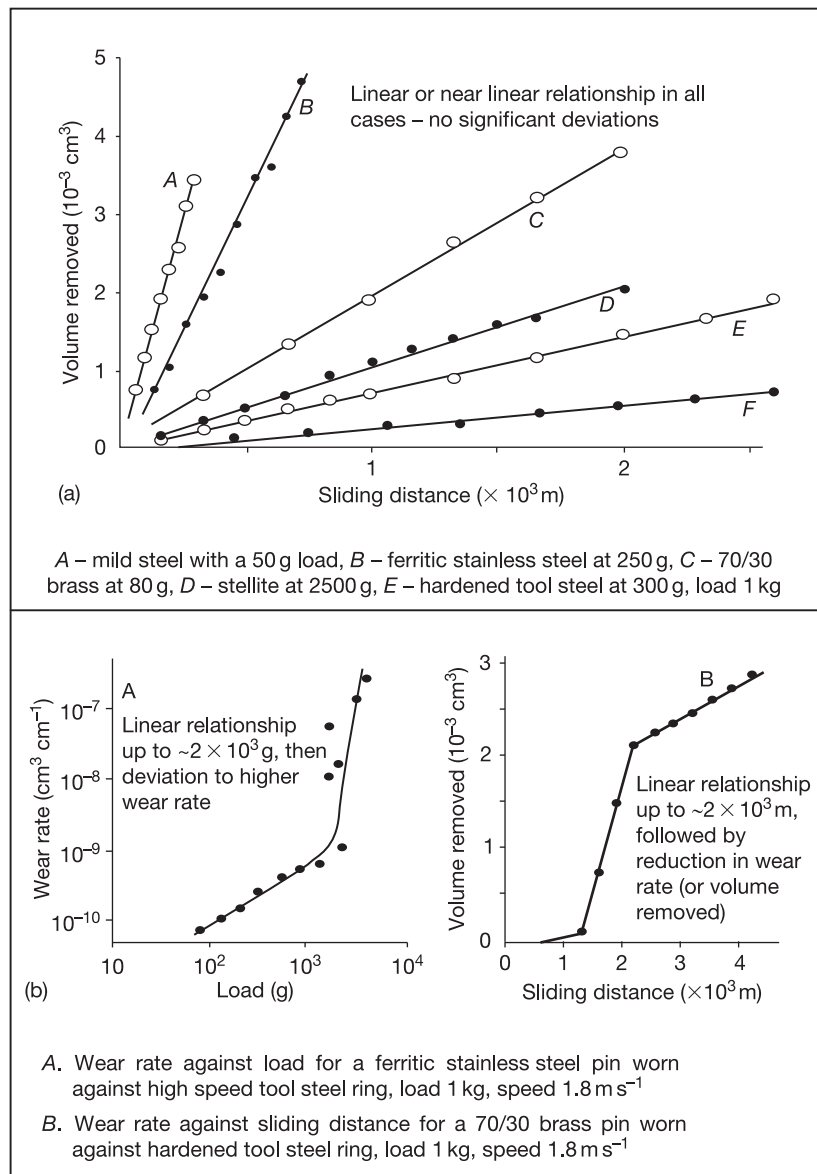 5
4
3
2
1
0
Volume removed (10⁻³ cm³)
A
B
Linear or near linear relationship in all
cases – no significant deviations
C
D
E
F
1
2
(a)
Sliding distance (× 10³ m)
A – mild steel with a 50 g load, B – ferritic stainless steel at 250 g, C – 70/30
brass at 80 g, D – stellite at 2500 g, E – hardened tool steel at 300 g, load 1 kg
10⁻⁷
10⁻⁸
10⁻⁹
10⁻¹⁰
Wear rate (cm³ cm⁻¹)
A
Linear relationship
up to ~2 × 10³ g, then
deviation to higher
wear rate
10
10²
10³
10⁴
(b)
Load (g)
3
2
1
0
Volume removed (10⁻³ cm³)
B
Linear relationship
up to ~2 × 10³ m,
followed by
reduction in wear
rate (or volume
removed)
0
1
2
3
4
Sliding distance (×10³ m)
A. Wear rate against load for a ferritic stainless steel pin worn
against high speed tool steel ring, load 1 kg, speed 1.8 m s⁻¹
B. Wear rate against sliding distance for a 70/30 brass pin worn
against hardened tool steel ring, load 1 kg, speed 1.8 m s⁻¹